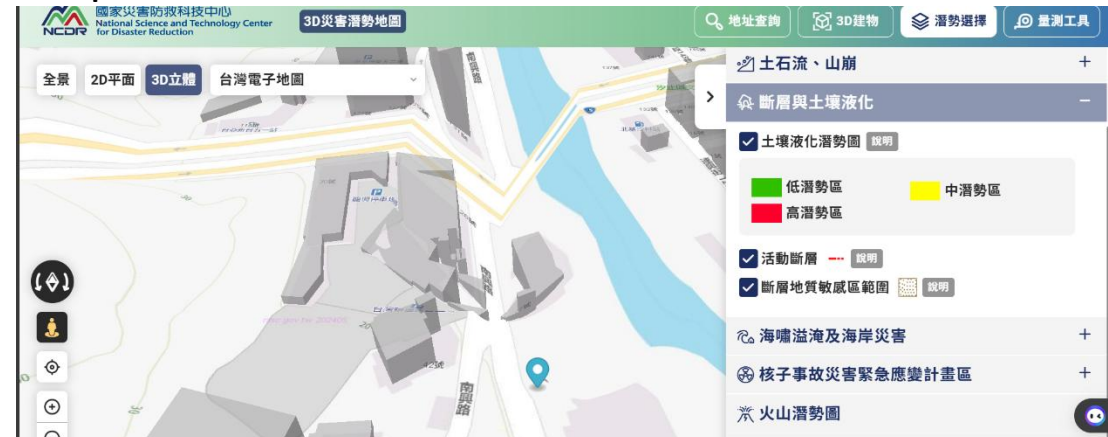 國家災害防救科技中心
National Science and Technology Center
for Disaster Reduction
NCDR
3D災害潛勢地圖
地址查詢
3D建物
潛勢選擇
量測工具
全景
2D平面
3D立體
台灣電子地圖
土石流、山崩
斷層與土壤液化
土壤液化潛勢圖 說明
低潛勢區
中潛勢區
高潛勢區
活動斷層 說明
斷層地質敏感區範圍 說明
海嘯溢淹及海岸災害
核子事故災害緊急應變計畫區
火山潛勢圖
南興路